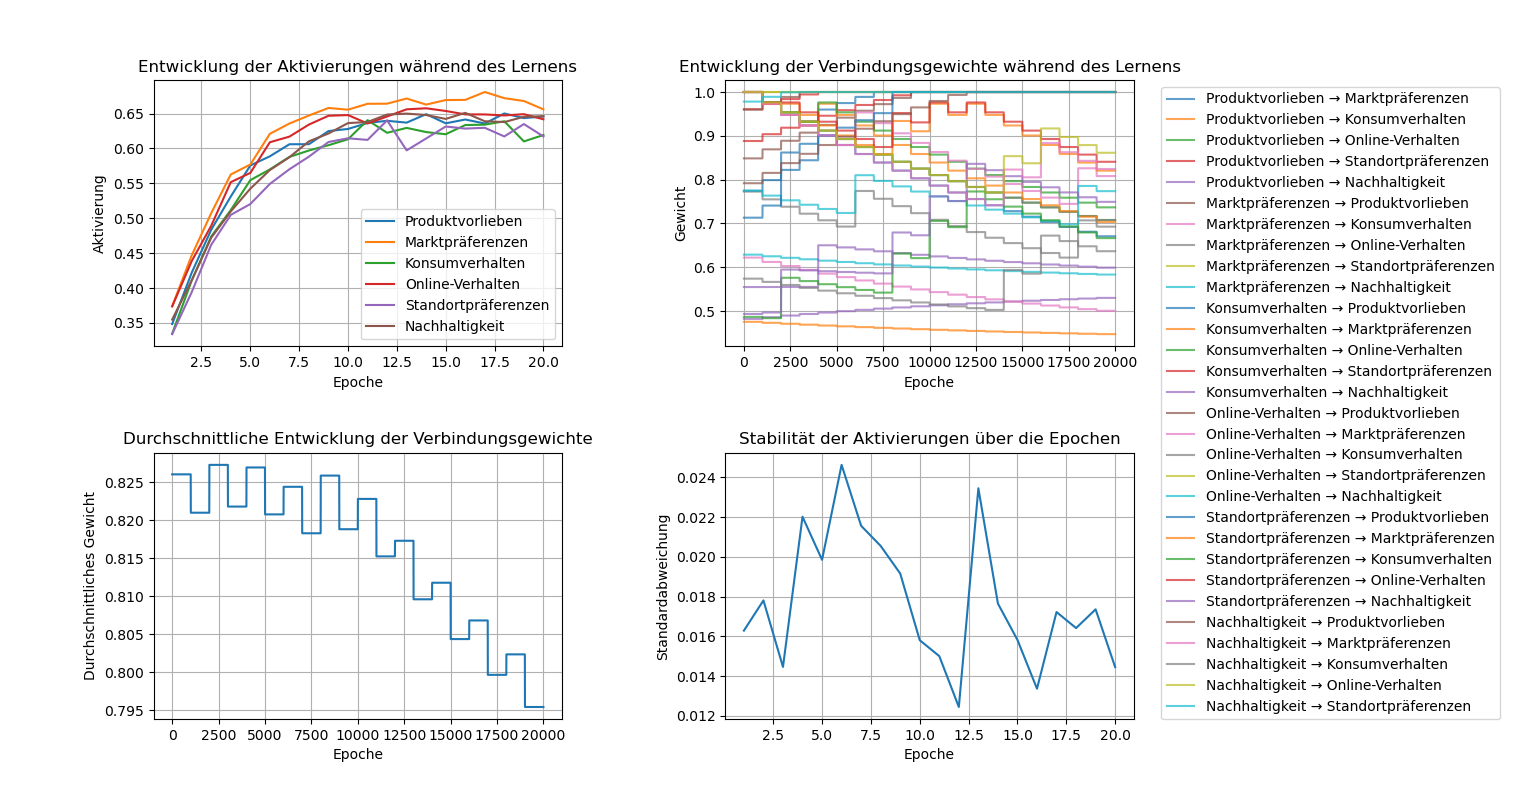 Entwicklung der Aktivierungen während des Lernens
Aktivierung
0.65
0.60
0.55
0.50
0.45
0.40
0.35
2.5 5.0 7.5 10.0 12.5 15.0 17.5 20.0
Epoche
Produktvorlieben
Marktpräferenzen
Konsumverhalten
Online-Verhalten
Standortpräferenzen
Nachhaltigkeit
Entwicklung der Verbindungsgewichte während des Lernens
Gewicht
1.0
0.9
0.8
0.7
0.6
0.5
0 2500 5000 7500 10000 12500 15000 17500 20000
Epoche
Produktvorlieben → Marktpräferenzen
Produktvorlieben → Konsumverhalten
Produktvorlieben → Online-Verhalten
Produktvorlieben → Standortpräferenzen
Produktvorlieben → Nachhaltigkeit
Marktpräferenzen → Produktvorlieben
Marktpräferenzen → Konsumverhalten
Marktpräferenzen → Online-Verhalten
Marktpräferenzen → Standortpräferenzen
Marktpräferenzen → Nachhaltigkeit
Konsumverhalten → Produktvorlieben
Konsumverhalten → Marktpräferenzen
Konsumverhalten → Online-Verhalten
Konsumverhalten → Standortpräferenzen
Konsumverhalten → Nachhaltigkeit
Online-Verhalten → Produktvorlieben
Online-Verhalten → Marktpräferenzen
Online-Verhalten → Konsumverhalten
Online-Verhalten → Standortpräferenzen
Online-Verhalten → Nachhaltigkeit
Standortpräferenzen → Produktvorlieben
Standortpräferenzen → Marktpräferenzen
Standortpräferenzen → Konsumverhalten
Standortpräferenzen → Online-Verhalten
Standortpräferenzen → Nachhaltigkeit
Nachhaltigkeit → Produktvorlieben
Nachhaltigkeit → Marktpräferenzen
Nachhaltigkeit → Konsumverhalten
Nachhaltigkeit → Online-Verhalten
Nachhaltigkeit → Standortpräferenzen
Durchschnittliche Entwicklung der Verbindungsgewichte
Durchschnittliches Gewicht
0.825
0.820
0.815
0.810
0.805
0.800
0.795
0 2500 5000 7500 10000 12500 15000 17500 20000
Epoche
Stabilität der Aktivierungen über die Epochen
Standardabweichung
0.024
0.022
0.020
0.018
0.016
0.014
0.012
2.5 5.0 7.5 10.0 12.5 15.0 17.5 20.0
Epoche